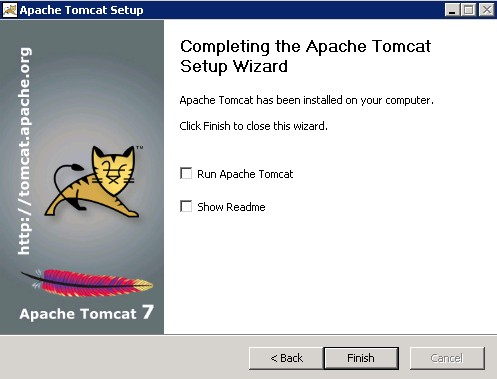 Apache Tomcat Setup
http://tomcat.apache.org
TM
Apache Tomcat 7
Completing the Apache Tomcat
Setup Wizard
Apache Tomcat has been installed on your computer.
Click Finish to close this wizard.
Run Apache Tomcat
Show Readme
< Back
Finish
Cancel